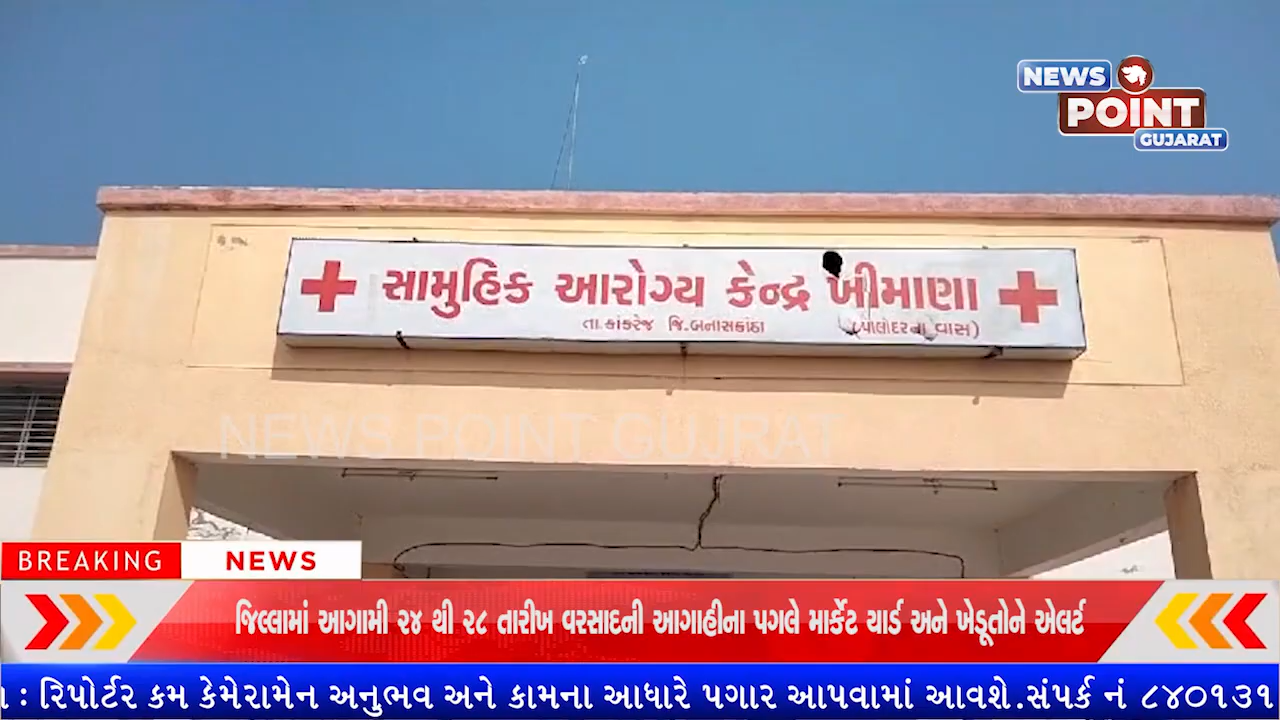 NEWS
POINT
GUJARAT
સામુહિક આરોગ્ય કેન્દ્ર ખીમાણા
તા.કાંકરેજ જિ.બનાસકાંઠા (પાલોદરના વાસ)
NEWS POINT GUJRAT
BREAKING NEWS
જિલ્લામાં આગામી ૨૪ થી ૨૮ તારીખ વરસાદની આગાહીના પગલે માર્કેટ યાર્ડ અને ખેડૂતોને એલર્ટ
: રિપોર્ટર કમ કેમેરામેન અનુભવ અને કામના આધારે પગાર આપવામાં આવશે.સંપર્ક નં ૮૪૦૧૩૧